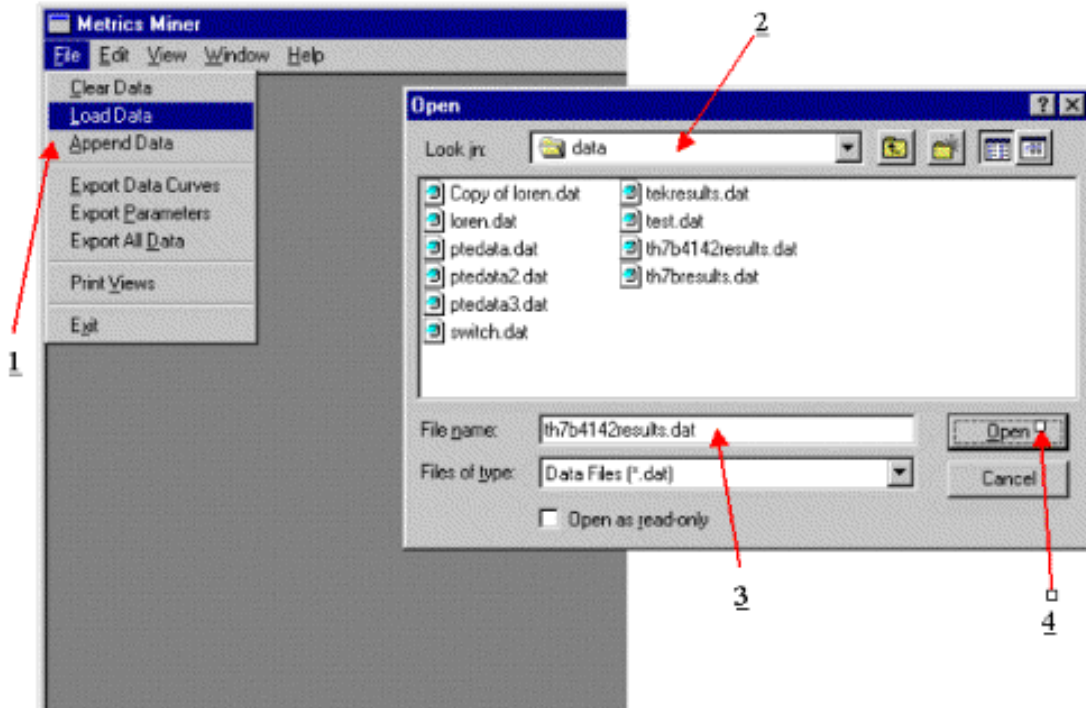 Metrics Miner
File Edit View Window Help
Clear Data
Load Data
Append Data
Export Data Curves
Export Parameters
Export All Data
Print Views
Exit
1
2
Open
Look in: data
Copy of loren.dat
loren.dat
ptedata.dat
ptedata2.dat
ptedata3.dat
switch.dat
tekresults.dat
test.dat
th7b4142results.dat
th7bresults.dat
File name: th7b4142results.dat Open
Files of type: Data Files (*.dat) Cancel
Open as read-only
3
4